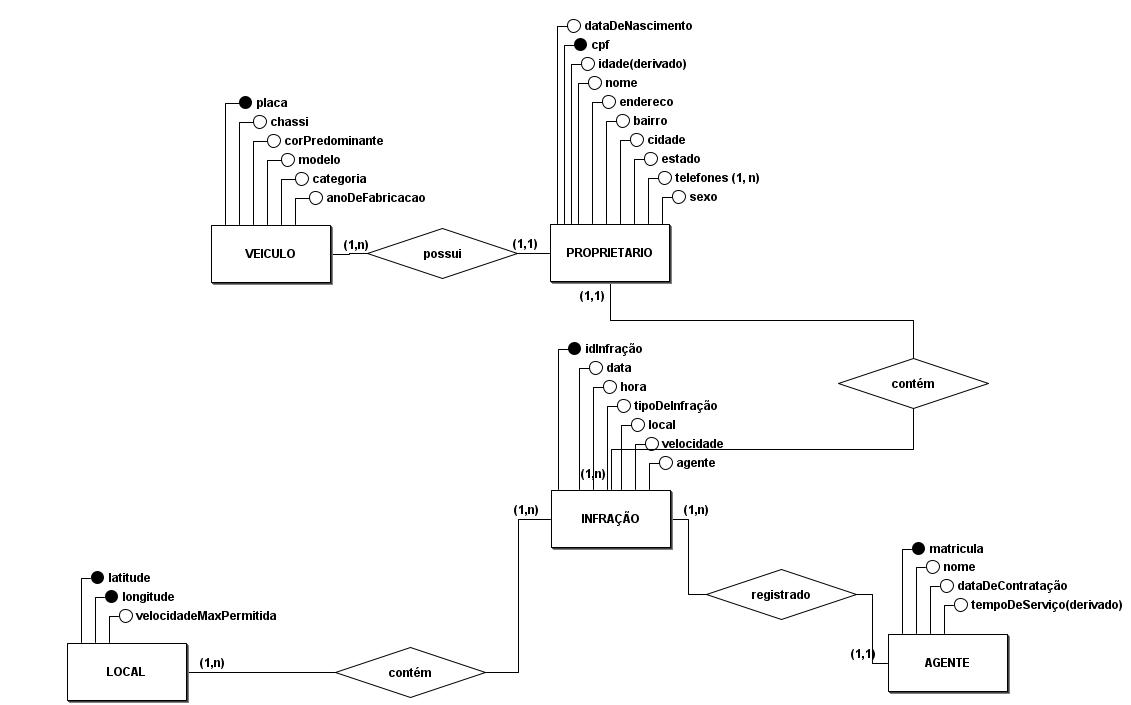 dataDeNascimento
cpf
idade(derivado)
nome
endereco
bairro
cidade
estado
telefones (1, n)
sexo
placa
chassi
corPredominante
modelo
categoria
anoDeFabricacao
VEICULO
(1,n)
possui
(1,1)
PROPRIETARIO
(1,1)
contém
idInfração
data
hora
tipoDeInfração
local
velocidade
agente
(1,n)
(1,n)
INFRAÇÃO
(1,n)
matricula
nome
dataDeContratação
tempoDeServiço(derivado)
registrado
(1,1)
AGENTE
latitude
longitude
velocidadeMaxPermitida
LOCAL
(1,n)
contém